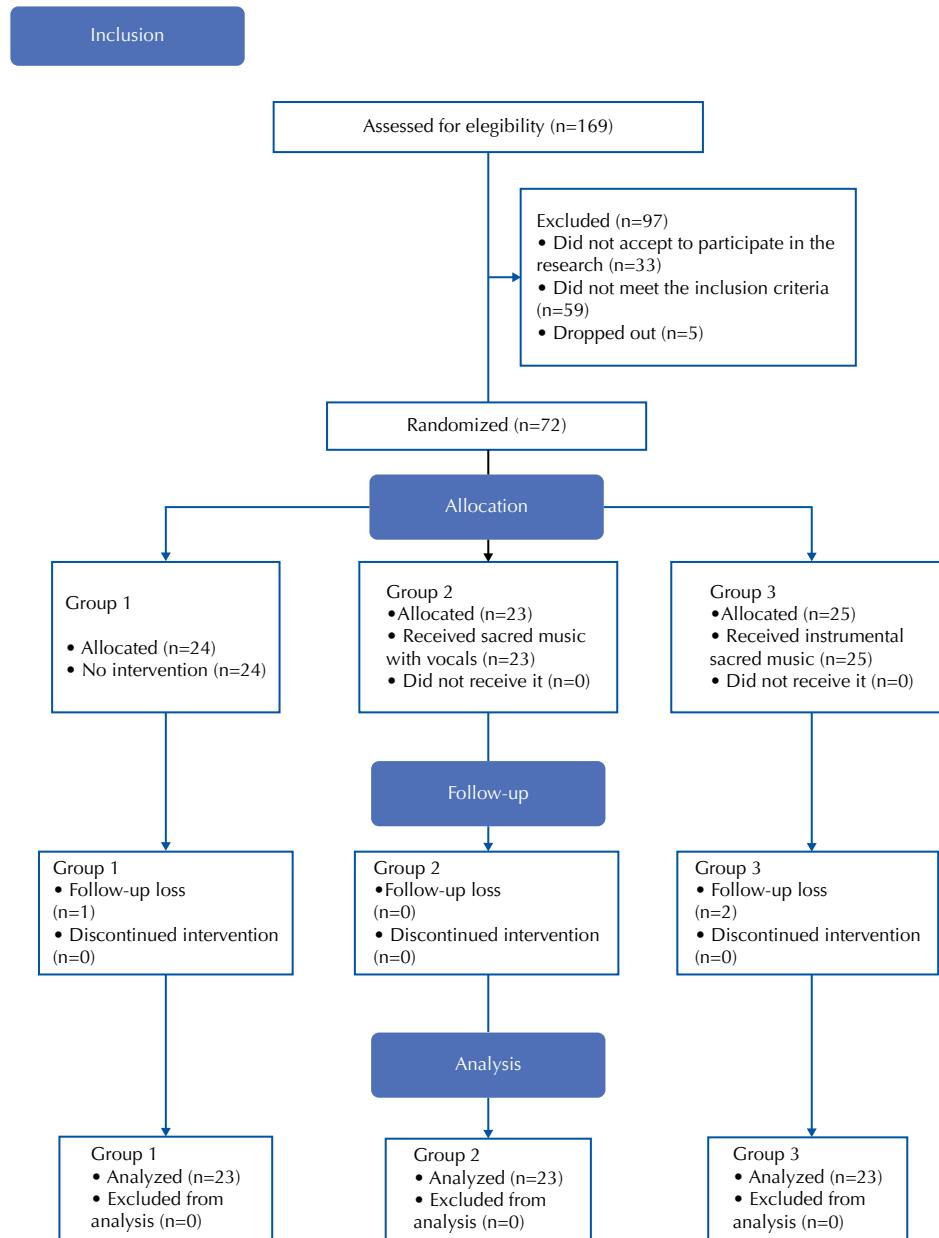 Inclusion
Assessed for elegibility (n=169)
Excluded (n=97)
• Did not accept to participate in the
research (n=33)
• Did not meet the inclusion criteria
(n=59)
• Dropped out (n=5)
Randomized (n=72)
Allocation
Group 1
• Allocated (n=24)
• No intervention (n=24)
Group 2
•Allocated (n=23)
• Received sacred music
with vocals (n=23)
• Did not receive it (n=0)
Group 3
•Allocated (n=25)
• Received instrumental
sacred music (n=25)
• Did not receive it (n=0)
Follow-up
Group 1
• Follow-up loss
(n=1)
• Discontinued intervention
(n=0)
Group 2
•Follow-up loss
(n=0)
• Discontinued intervention
(n=0)
Group 3
• Follow-up loss
(n=2)
• Discontinued intervention
(n=0)
Analysis
Group 1
• Analyzed (n=23)
• Excluded from
analysis (n=0)
Group 2
• Analyzed (n=23)
• Excluded from
analysis (n=0)
Group 3
• Analyzed (n=23)
• Excluded from
analysis (n=0)